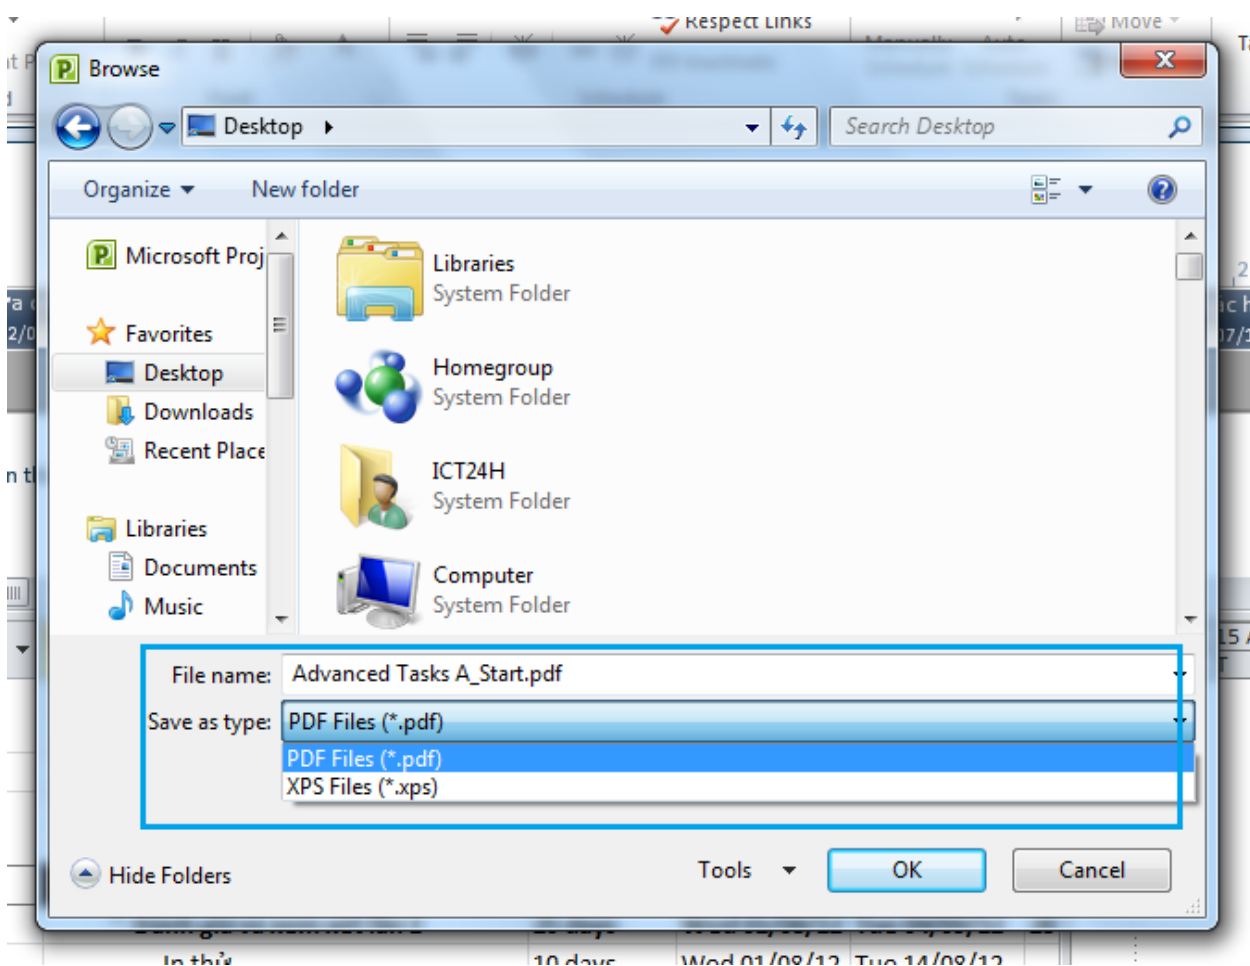 Respect Links
Move
Browse
Desktop
Search Desktop
Organize
New folder
Microsoft Proj
Favorites
Desktop
Downloads
Recent Place
Libraries
Documents
Music
Libraries
System Folder
Homegroup
System Folder
ICT24H
System Folder
Computer
System Folder
File name: Advanced Tasks A_Start.pdf
Save as type: PDF Files (*.pdf)
PDF Files (*.pdf)
XPS Files (*.xps)
Hide Folders
Tools
OK
Cancel
In thử 10 days Wed 01/08/12 Tue 14/08/12